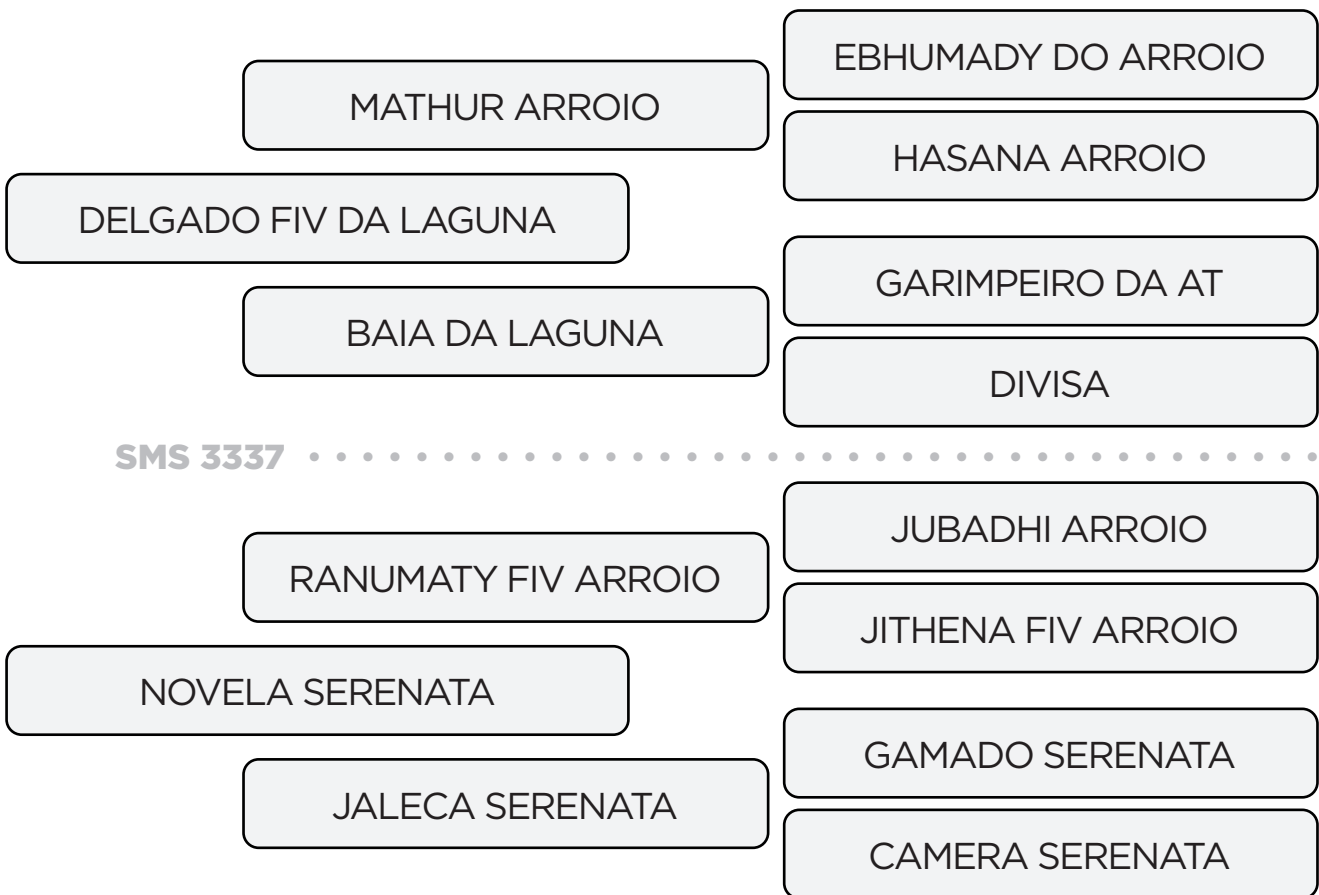 EBHUMADY DO ARROIO
MATHUR ARROIO
HASANA ARROIO
DELGADO FIV DA LAGUNA
GARIMPEIRO DA AT
BAIA DA LAGUNA
DIVISA
SMS 3337
JUBADHI ARROIO
RANUMATY FIV ARROIO
JITHENA FIV ARROIO
NOVELA SERENATA
GAMADO SERENATA
JALECA SERENATA
CAMERA SERENATA